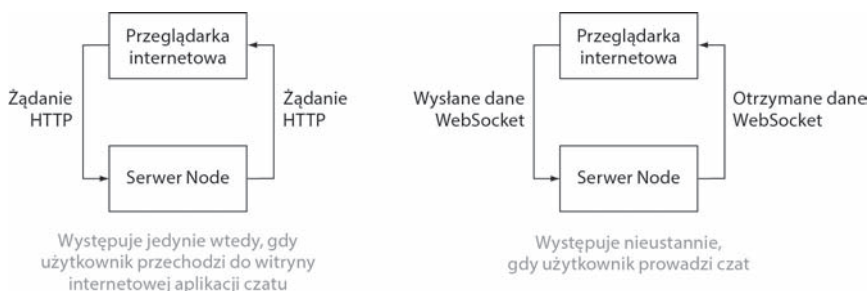 Przeglądarka
internetowa
Żądanie
HTTP
Żądanie
HTTP
Serwer Node
Występuje jedynie wtedy, gdy
użytkownik przechodzi do witryny
internetowej aplikacji czatu
Przeglądarka
internetowa
Wysłane dane
WebSocket
Otrzymane dane
WebSocket
Serwer Node
Występuje nieustannie,
gdy użytkownik prowadzi czat